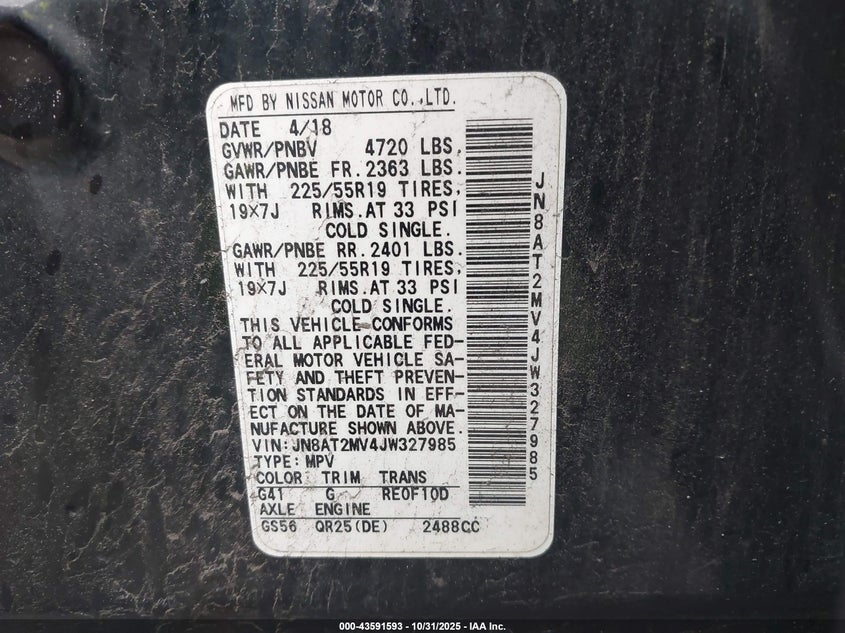 MFD BY NISSAN MOTOR CO.,LTD.
DATE 4/18
GVWR/PNBV 4720 LBS.
GAWR/PNBE FR. 2363 LBS.
WITH 225/55R19 TIRES,
19×7J RIMS.AT 33 PSI
COLD SINGLE.
GAWR/PNBE RR. 2401 LBS.
WITH 225/55R19 TIRES,
19×7J RIMS.AT 33 PSI
COLD SINGLE.
THIS VEHICLE CONFORMS
TO ALL APPLICABLE FED-
ERAL MOTOR VEHICLE SA-
FETY AND THEFT PREVEN-
TION STANDARDS IN EFF-
ECT ON THE DATE OF MA-
NUFACTURE SHOWN ABOVE.
VIN:JN8AT2MV4JW327985
TYPE:MPV
COLOR TRIM TRANS
G41 G RE0F10D
AXLE ENGINE
GS56 QR25(DE) 2488CC
JN8AT2MV4JW327985
000-43591593 - 10/31/2025 - IAA Inc.